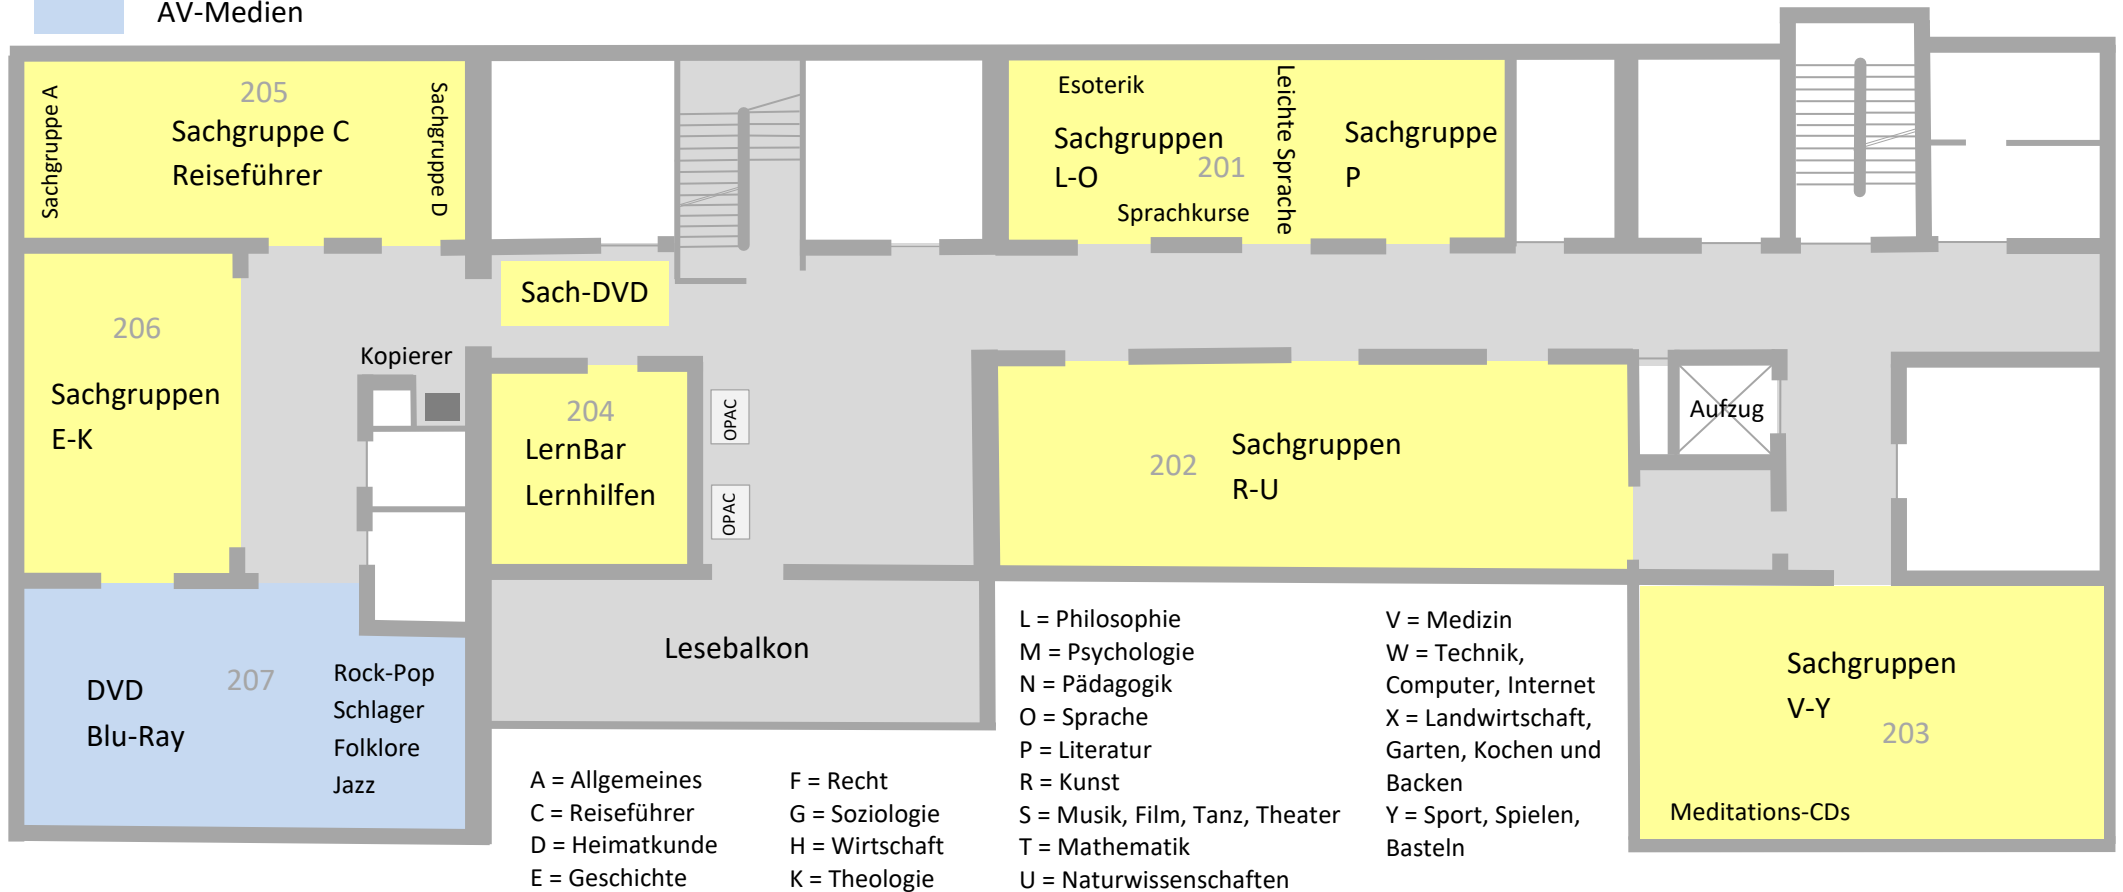 AV-Medien
Sachgruppe A
205
Sachgruppe C
Reiseführer
Sachgruppe D
Esoterik
Sachgruppen
L-O
201
Sprachkurse
Leichte Sprache
Sachgruppe
P
206
Sachgruppen
E-K
Sach-DVD
Kopierer
204
LernBar
Lernhilfen
OPAC
OPAC
202
Sachgruppen
R-U
Aufzug
207
DVD
Blu-Ray
Rock-Pop
Schlager
Folklore
Jazz
Lesebalkon
Sachgruppen
V-Y
203
Meditations-CDs
A = Allgemeines
C = Reiseführer
D = Heimatkunde
E = Geschichte
F = Recht
G = Soziologie
H = Wirtschaft
K = Theologie
L = Philosophie
M = Psychologie
N = Pädagogik
O = Sprache
P = Literatur
R = Kunst
S = Musik, Film, Tanz, Theater
T = Mathematik
U = Naturwissenschaften
V = Medizin
W = Technik,
Computer, Internet
X = Landwirtschaft,
Garten, Kochen und
Backen
Y = Sport, Spielen,
Basteln